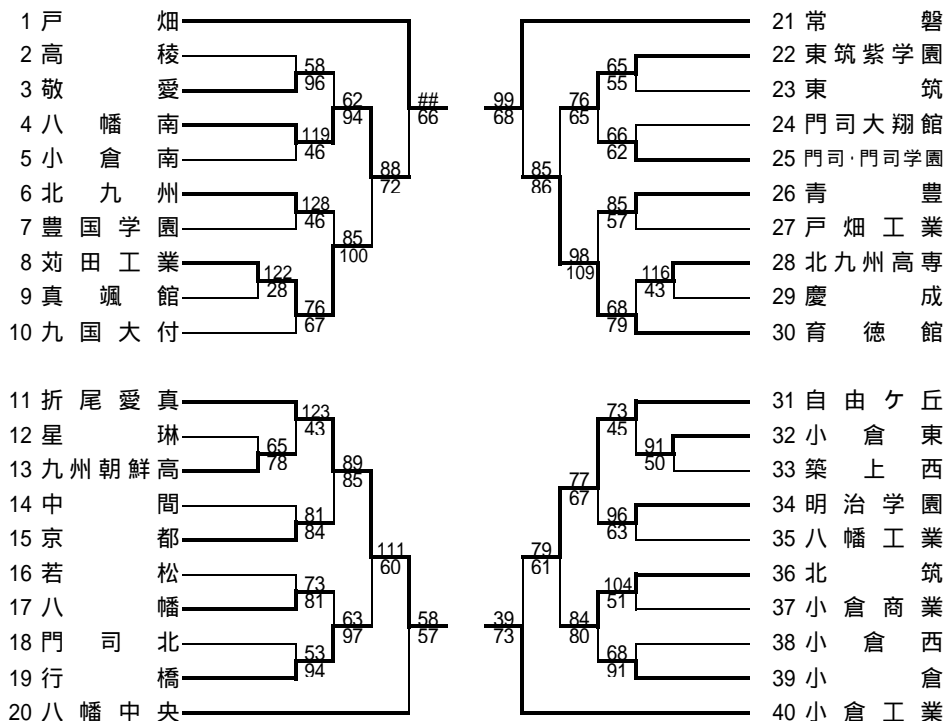 1 戸畑
2 高稜
58
96
3 敬愛
62
94
4 八幡南
119
46
5 小倉南
88
72
6 北九州
128
46
7 豊国学園
85
100
8 苅田工業
122
28
9 真颯館
76
67
10 九国大付
##
66
21 常磐
99
68
22 東筑紫学園
65
55
23 東筑
76
65
24 門司大翔館
66
62
25 門司・門司学園
85
86
26 青豊
85
57
27 戸畑工業
98
109
28 北九州高専
116
43
29 慶成
68
79
30 育徳館
11 折尾愛真
123
43
12 星琳
65
78
13 九州朝鮮高
89
85
14 中間
81
84
15 京都
111
60
16 若松
73
81
17 八幡
63
97
18 門司北
53
94
19 行橋
58
57
20 八幡中央
31 自由ケ丘
73
45
32 小倉東
91
50
33 築上西
77
67
34 明治学園
96
63
35 八幡工業
79
61
36 北筑
104
51
37 小倉商業
84
80
38 小倉西
68
91
39 小倉
39
73
40 小倉工業